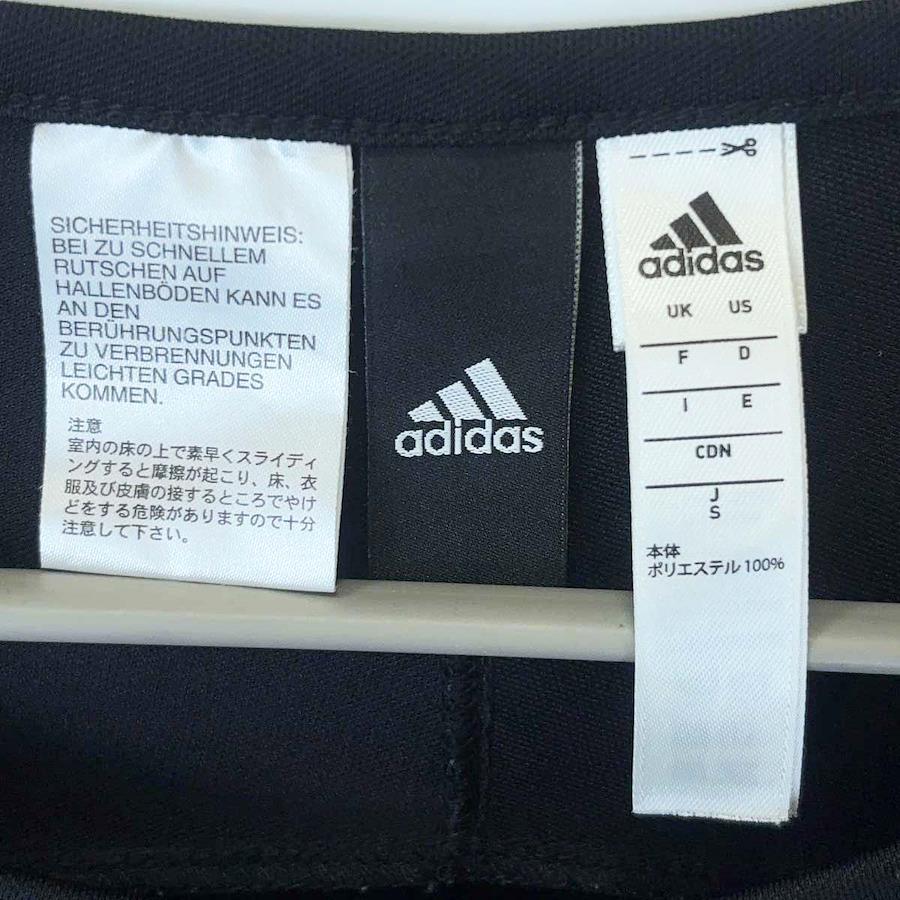 SICHERHEITSHINWEIS:
BEI ZU SCHNELLEM
RUTSCHEN AUF
HALLENBÖDEN KANN ES
AN DEN
BERÜHRUNGSPUNKTEN
ZU VERBRENNUNGEN
LEICHTEN GRADES
KOMMEN.
注意
室内の床の上で素早くスライディ
ングすると摩擦が起こり、床、衣
服及び皮膚の接するところでやけ
どをする危険がありますので十分
注意して下さい。
adidas
adidas
UK US
F D
I E
CDN
J
S
本体
ポリエステル100%